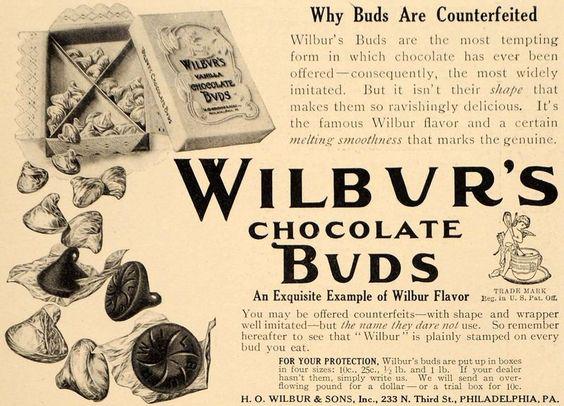 Why Buds Are Counterfeited
Wilbur's Buds are the most tempting
form in which chocolate has ever been
offered—consequently, the most widely
imitated. But it isn't their shape that
makes them so ravishingly delicious. It's
the famous Wilbur flavor and a certain
melting smoothness that marks the genuine.
WILBVR'S
VANILLA
CHOCOLATE
BVDS
WILBVR'S
CHOCOLATE
BVDS
An Exquisite Example of Wilbur Flavor
TRADE MARK
Reg. in U. S. Pat. Off.
You may be offered counterfeits—with shape and wrapper
well imitated—but the name they dare not use. So remember
hereafter to see that "Wilbur" is plainly stamped on every
bud you eat.
FOR YOUR PROTECTION, Wilbur's buds are put up in boxes
in four sizes: 10c., 25c., ½ lb. and 1 lb. If your dealer
hasn't them, simply write us. We will send an over-
flowing pound for a dollar—or a trial box for 10c.
H. O. WILBUR & SONS, Inc., 233 N. Third St., PHILADELPHIA, PA.